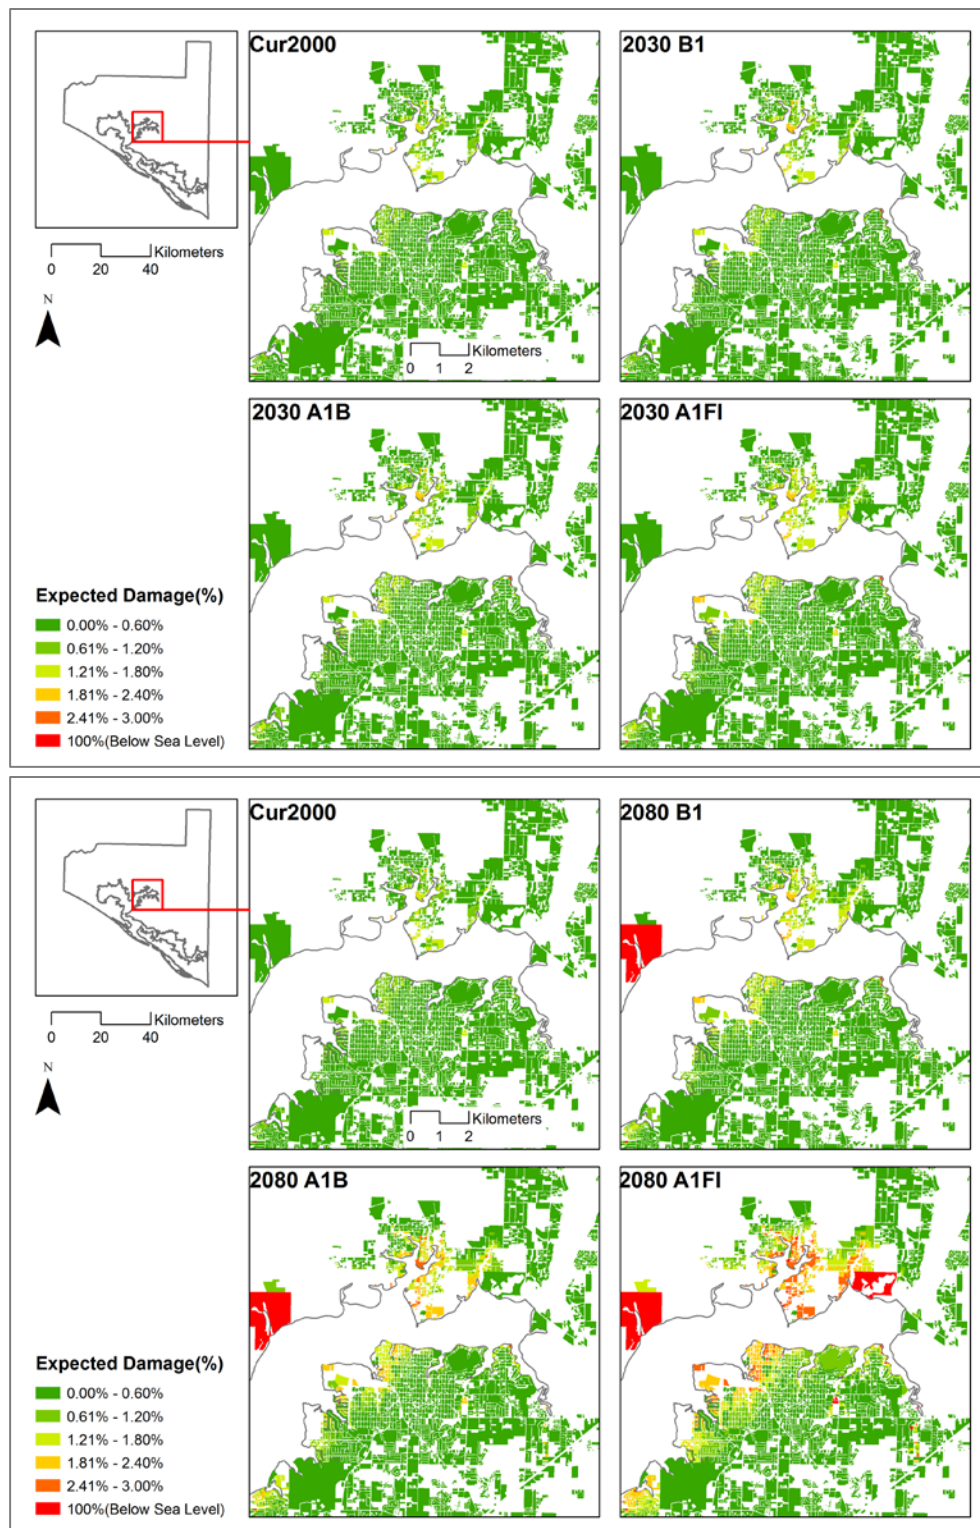 Cur2000
2030 B1
Kilometers
0 20 40
N
Kilometers
0 1 2
2030 A1B
2030 A1FI
Expected Damage(%)
0.00% - 0.60%
0.61% - 1.20%
1.21% - 1.80%
1.81% - 2.40%
2.41% - 3.00%
100%(Below Sea Level)
Cur2000
2080 B1
Kilometers
0 20 40
N
Kilometers
0 1 2
2080 A1B
2080 A1FI
Expected Damage(%)
0.00% - 0.60%
0.61% - 1.20%
1.21% - 1.80%
1.81% - 2.40%
2.41% - 3.00%
100%(Below Sea Level)